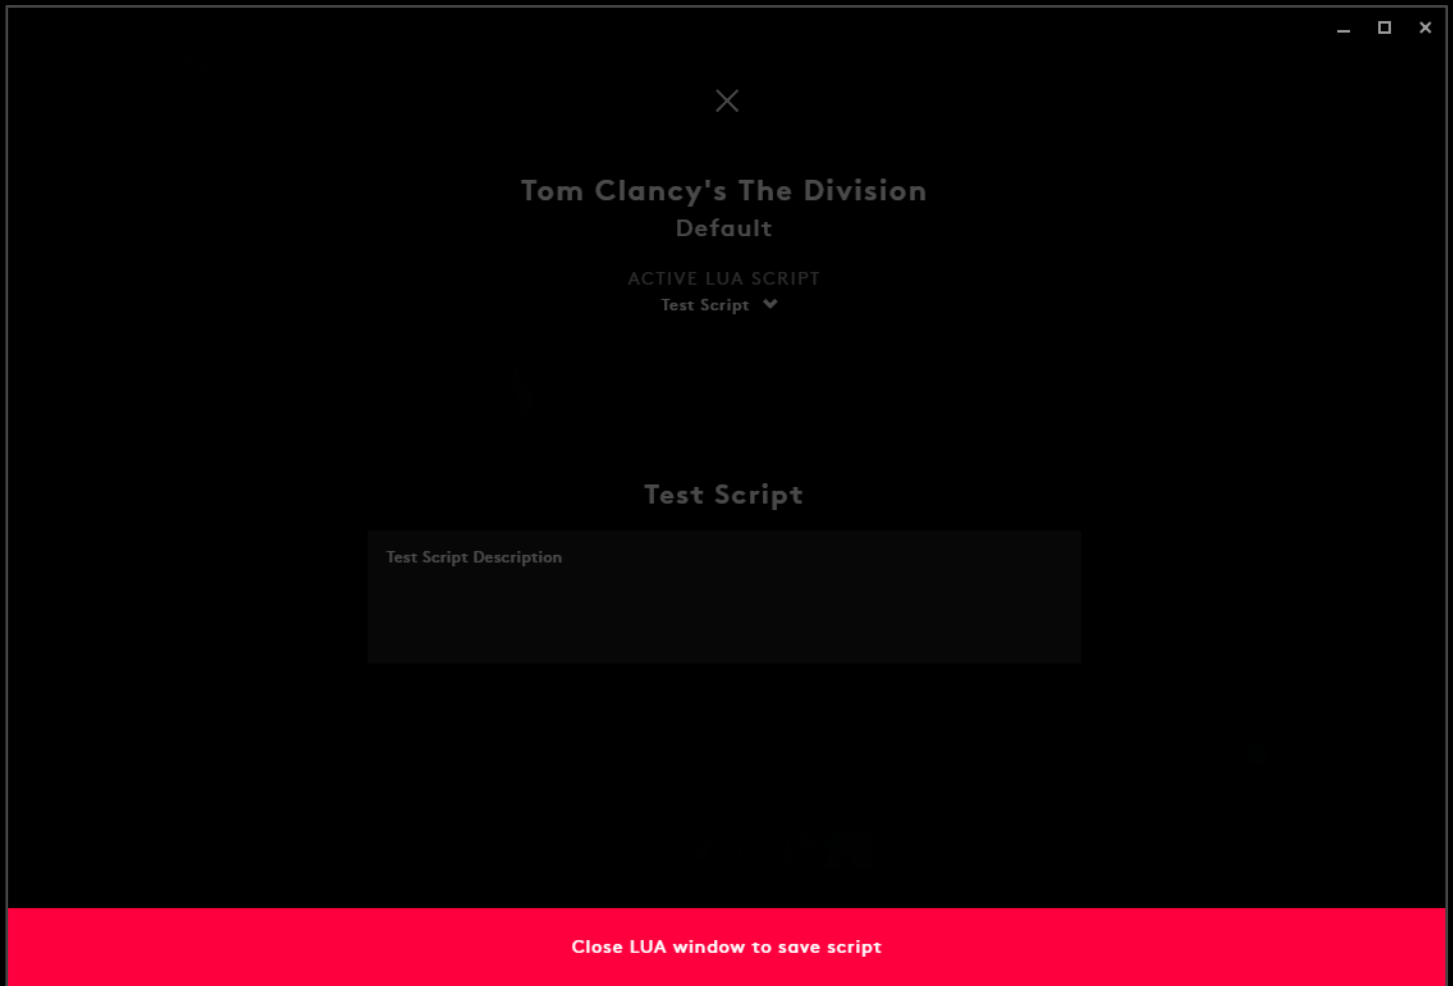 Tom Clancy's The Division
Default
ACTIVE LUA SCRIPT
Test Script
Test Script
Test Script Description
Close LUA window to save script